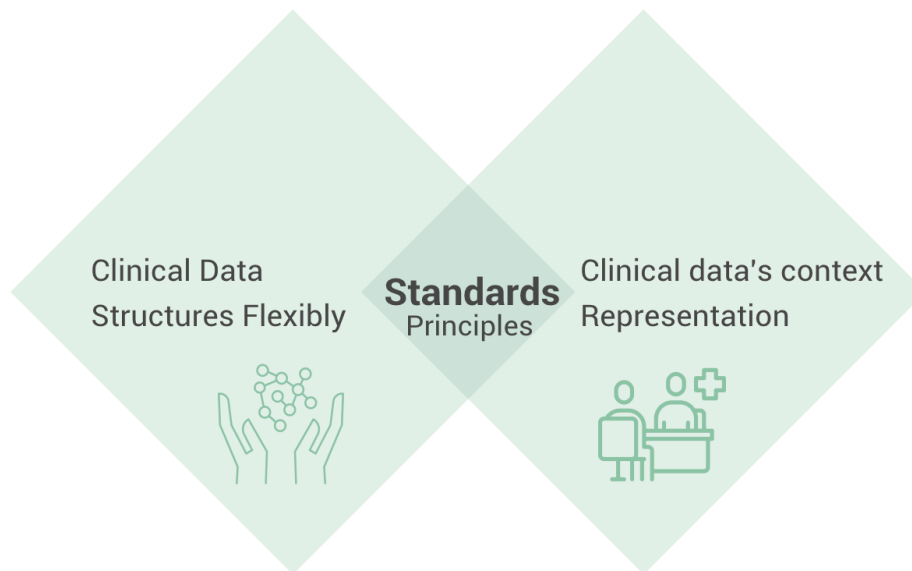 Clinical Data
Structures Flexibly
Standards
Principles
Clinical data's context
Representation